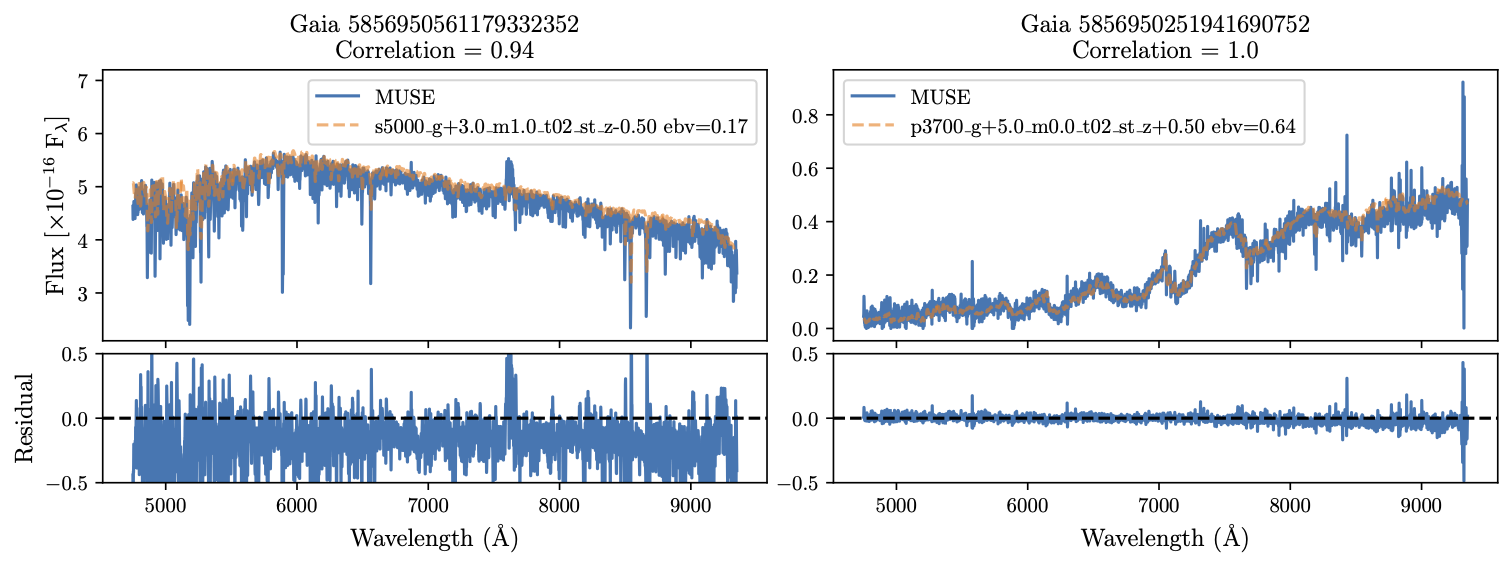 Gaia 5856950561179332352
Correlation = 0.94
Gaia 5856950251941690752
Correlation = 1.0
MUSE
s5000_g+3.0_m1.0_t02_st_z-0.50 ebv=0.17
MUSE
p3700_g+5.0_m0.0_t02_st_z+0.50 ebv=0.64
Flux [×10⁻¹⁶ F_λ]
7
6
5
4
3
0.8
0.6
0.4
0.2
0.0
Residual
0.5
0.0
−0.5
0.5
0.0
−0.5
5000 6000 7000 8000 9000
5000 6000 7000 8000 9000
Wavelength (Å)
Wavelength (Å)